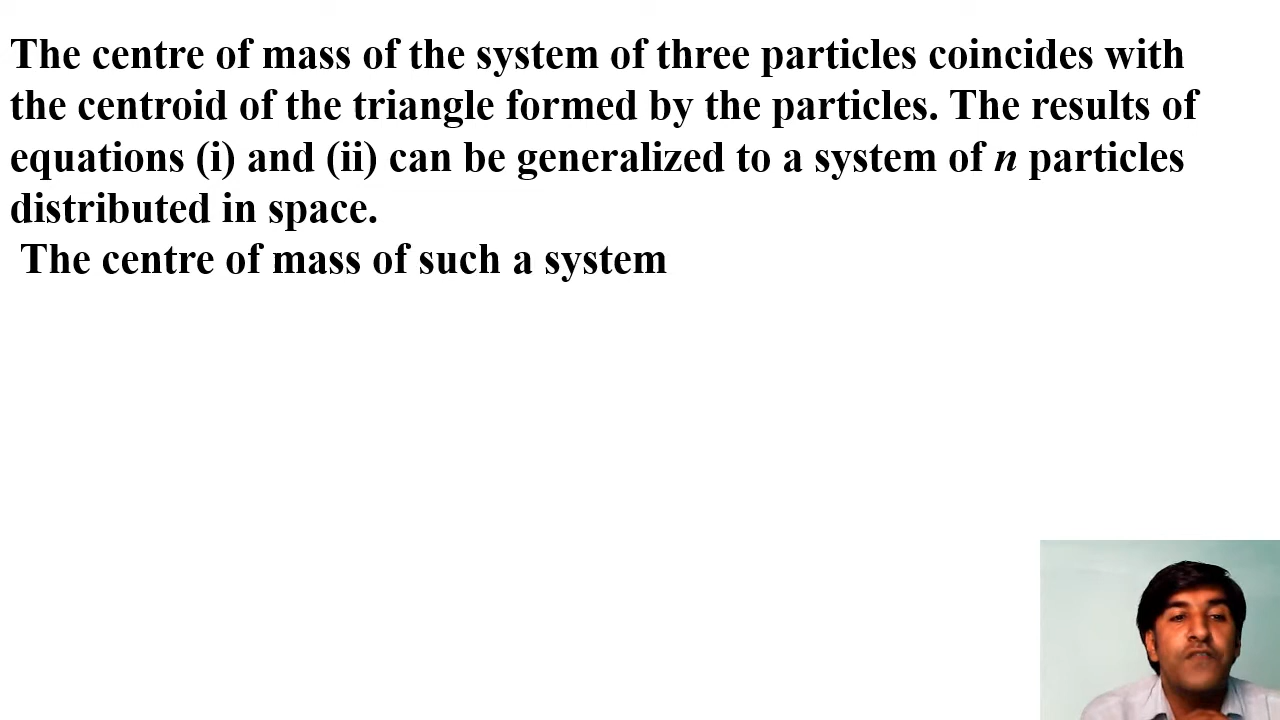 The centre of mass of the system of three particles coincides with
the centroid of the triangle formed by the particles. The results of
equations (i) and (ii) can be generalized to a system of n particles
distributed in space.
The centre of mass of such a system